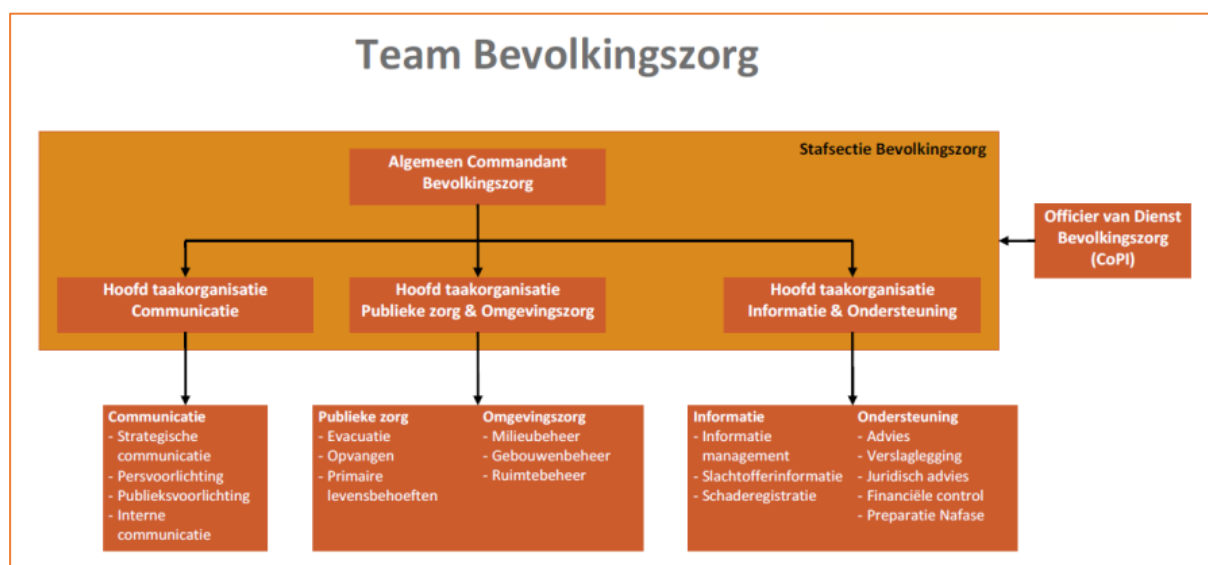 Team Bevolkingszorg
Stafsectie Bevolkingszorg
Algemeen Commandant
Bevolkingszorg
Officier van Dienst
Bevolkingszorg
(CoPI)
Hoofd taakorganisatie
Communicatie
Hoofd taakorganisatie
Publieke zorg & Omgevingszorg
Hoofd taakorganisatie
Informatie & Ondersteuning
Communicatie
- Strategische
communicatie
- Persvoorlichting
- Publieksvoorlichting
- Interne
communicatie
Publieke zorg
- Evacuatie
- Opvangen
- Primaire
levensbehoeften
Omgevingszorg
- Milieubeheer
- Gebouwenbeheer
- Ruimtebeheer
Informatie
- Informatie
management
- Slachtofferinformatie
- Schaderegistratie
Ondersteuning
- Advies
- Verslaglegging
- Juridisch advies
- Financiële control
- Preparatie Nafase